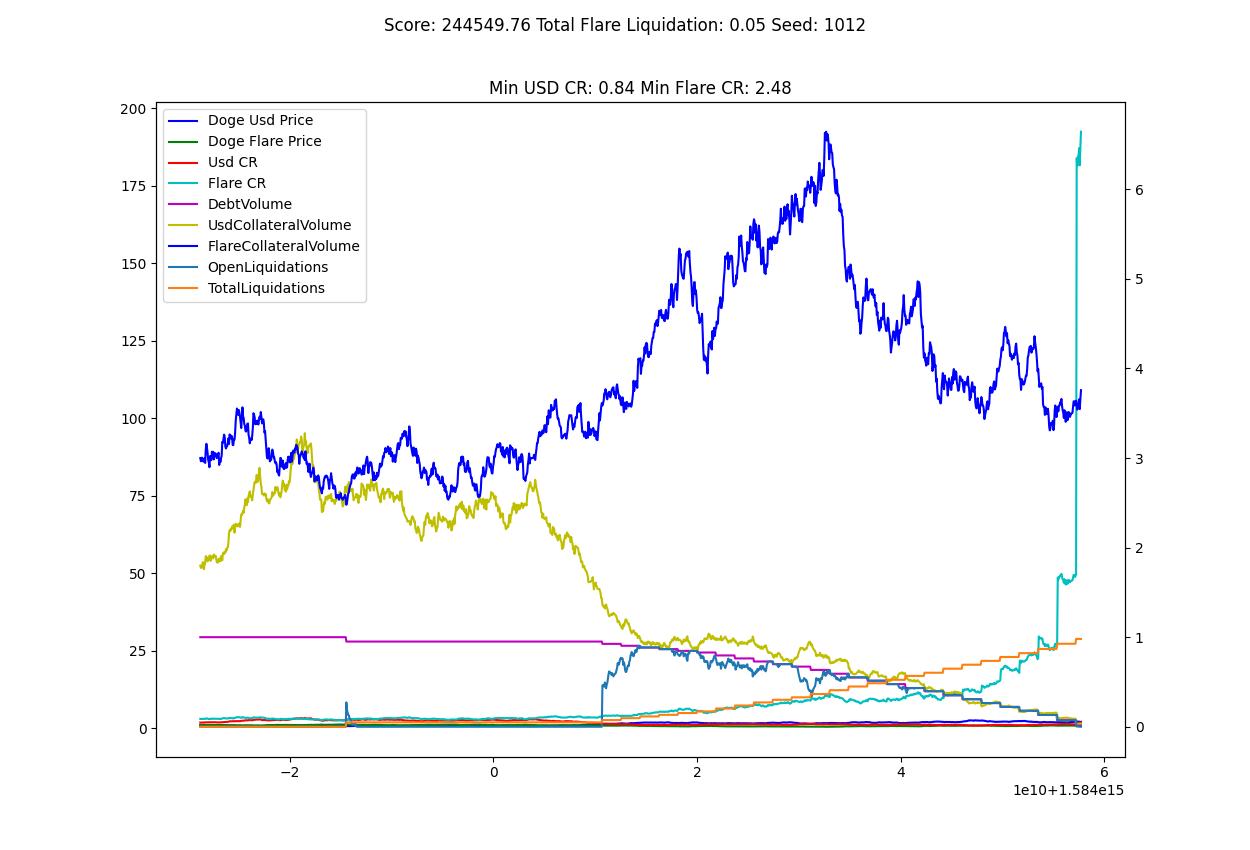 Score: 244549.76 Total Flare Liquidation: 0.05 Seed: 1012
Min USD CR: 0.84 Min Flare CR: 2.48
Doge Usd Price
Doge Flare Price
Usd CR
Flare CR
DebtVolume
UsdCollateralVolume
FlareCollateralVolume
OpenLiquidations
TotalLiquidations
200
175
150
125
100
75
50
25
0
6
5
4
3
2
1
0
−2
0
2
4
6
1e10+1.584e15